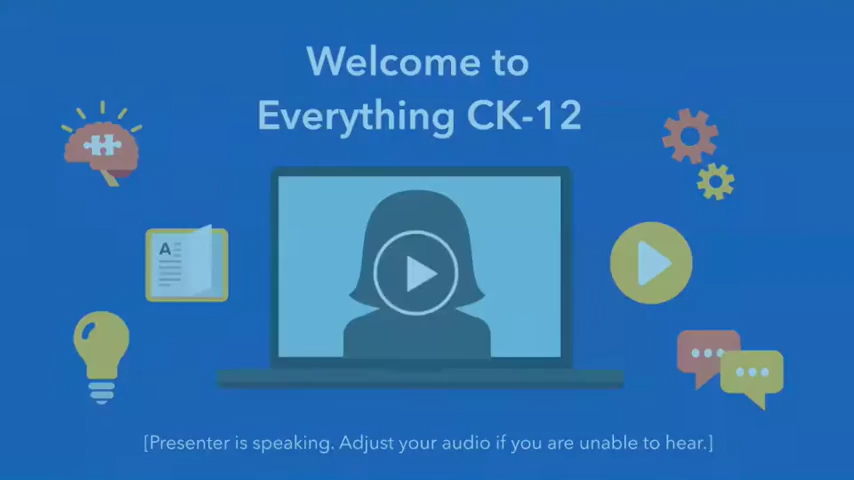 Welcome to
Everything CK-12
A
[Presenter is speaking. Adjust your audio if you are unable to hear.]